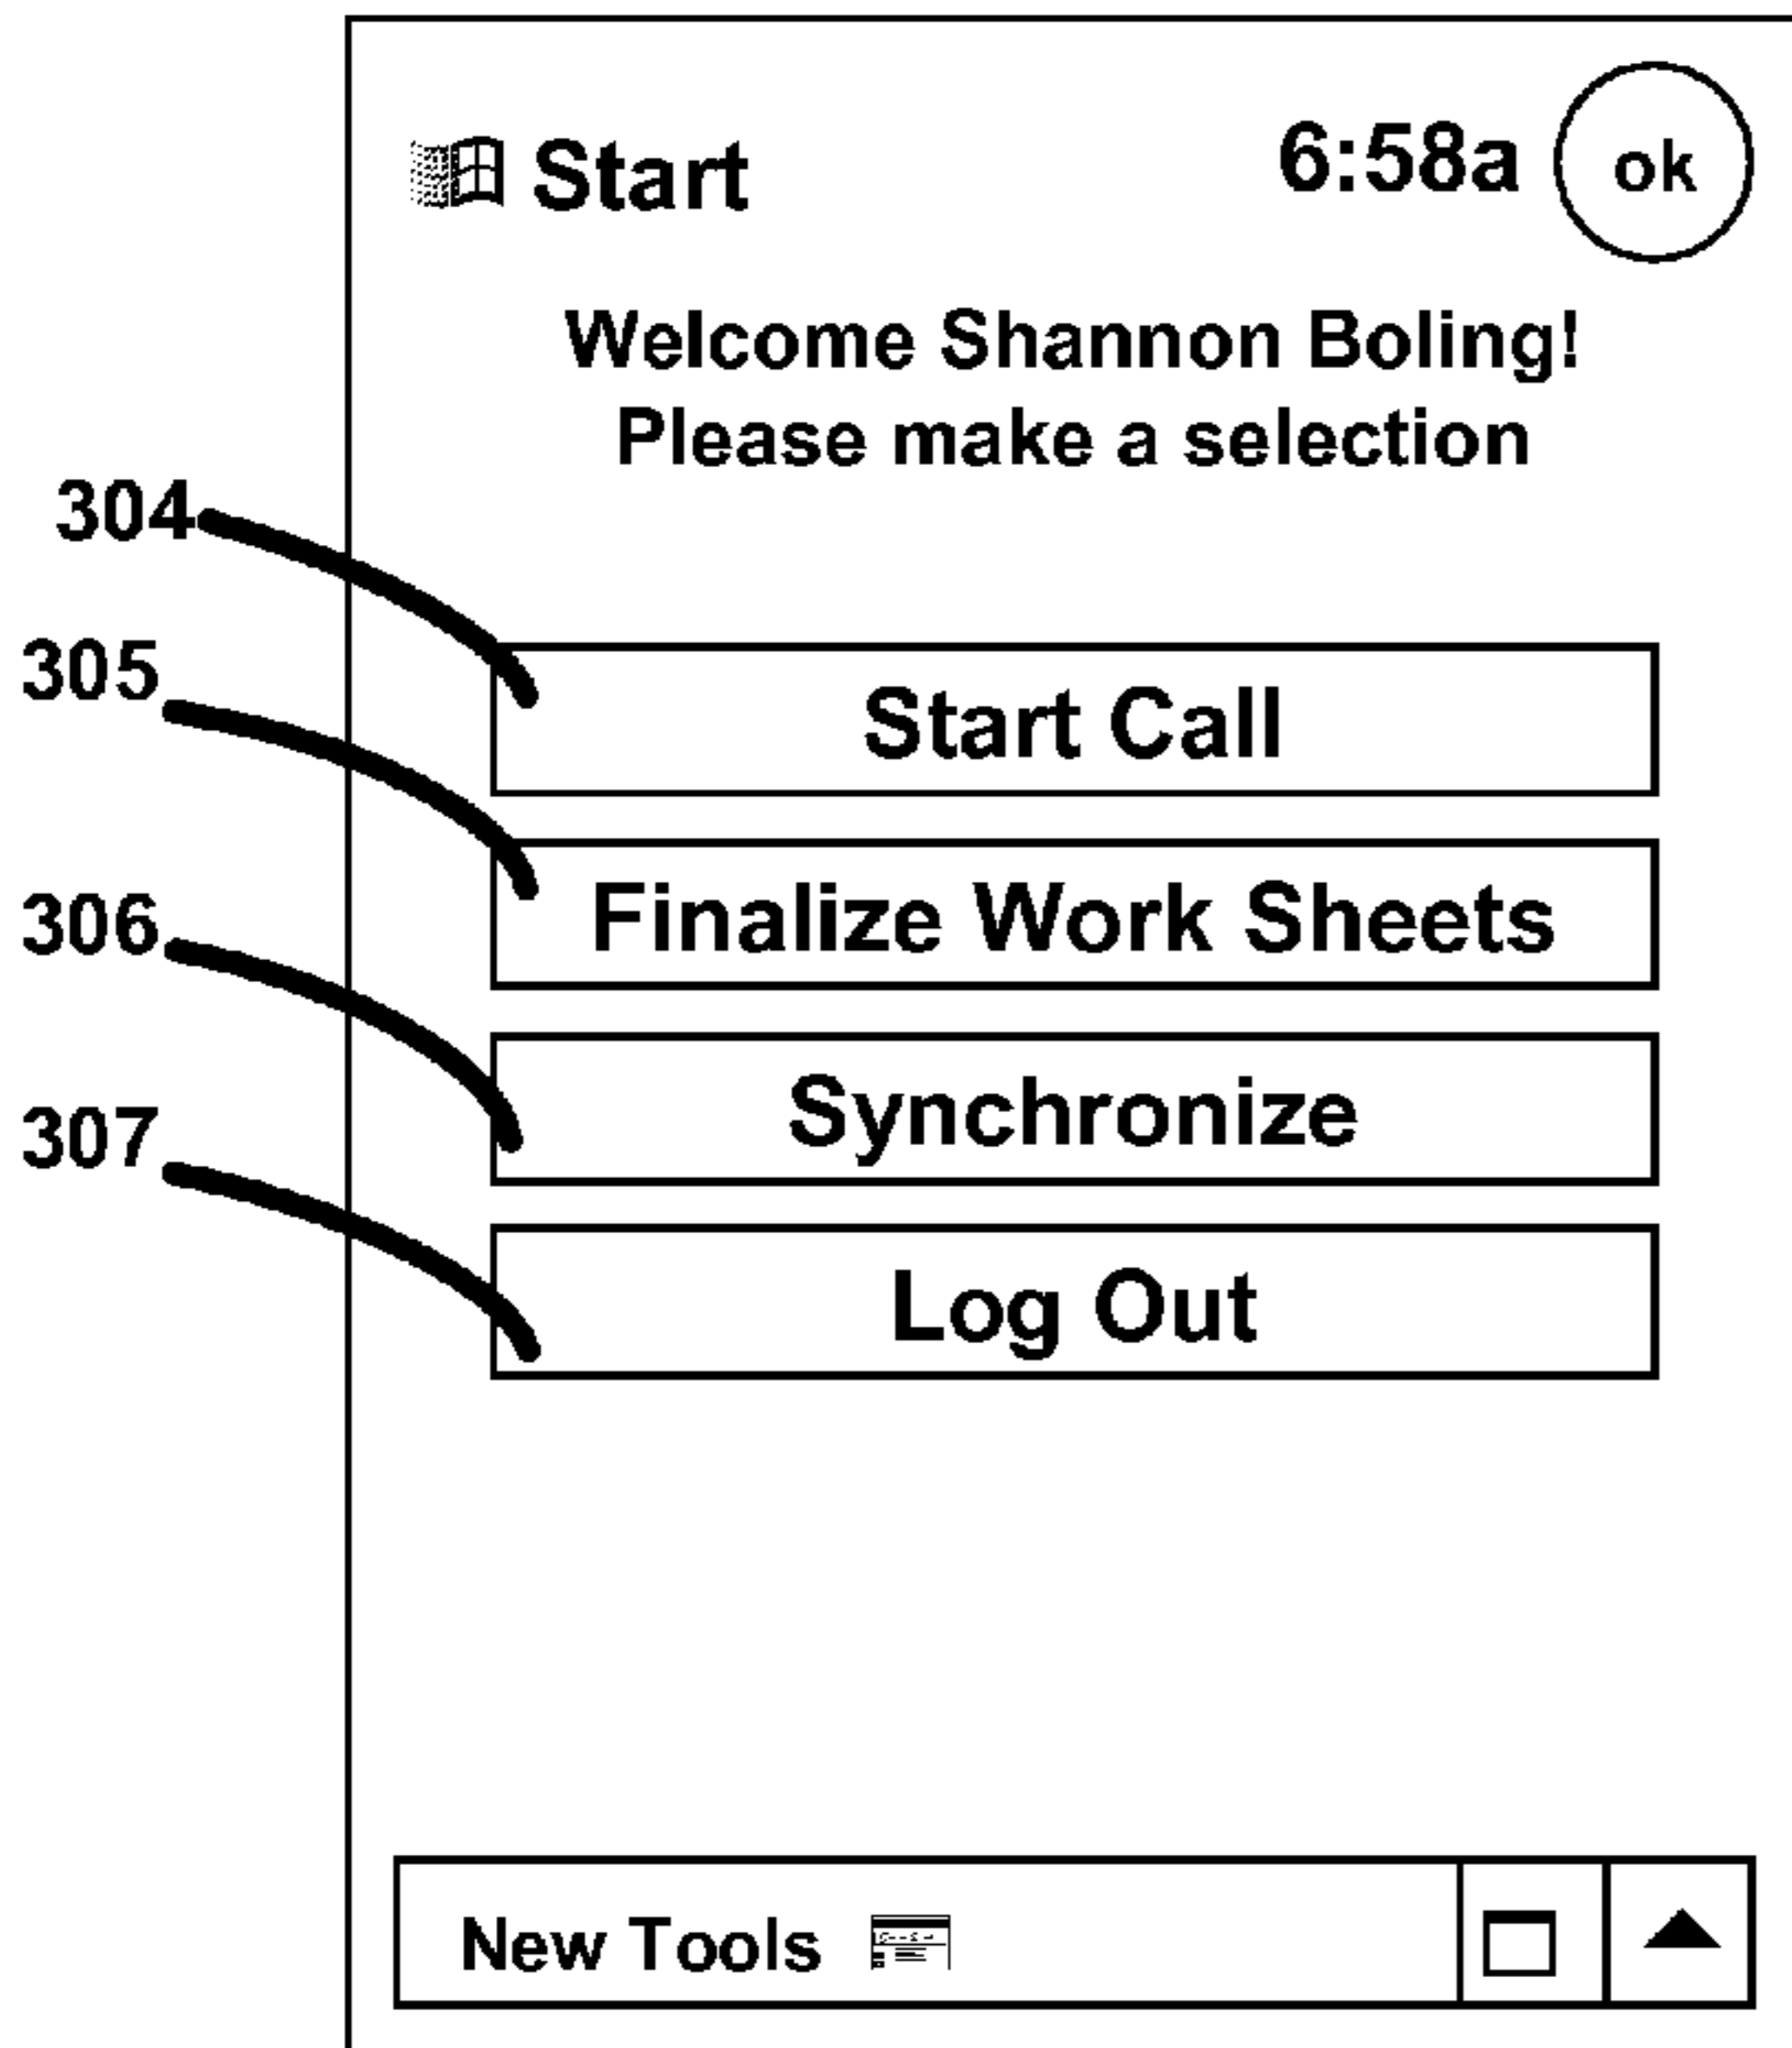 Start 6:58a ok
Welcome Shannon Boling!
Please make a selection
304
Start Call
305
Finalize Work Sheets
306
Synchronize
307
Log Out
New Tools